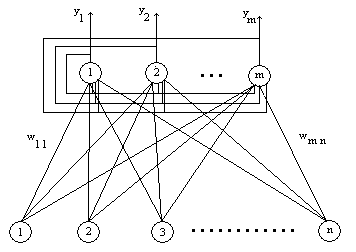 y1 y2 ym
1 2 ... m
w11 wmn
1 2 3 ............ n